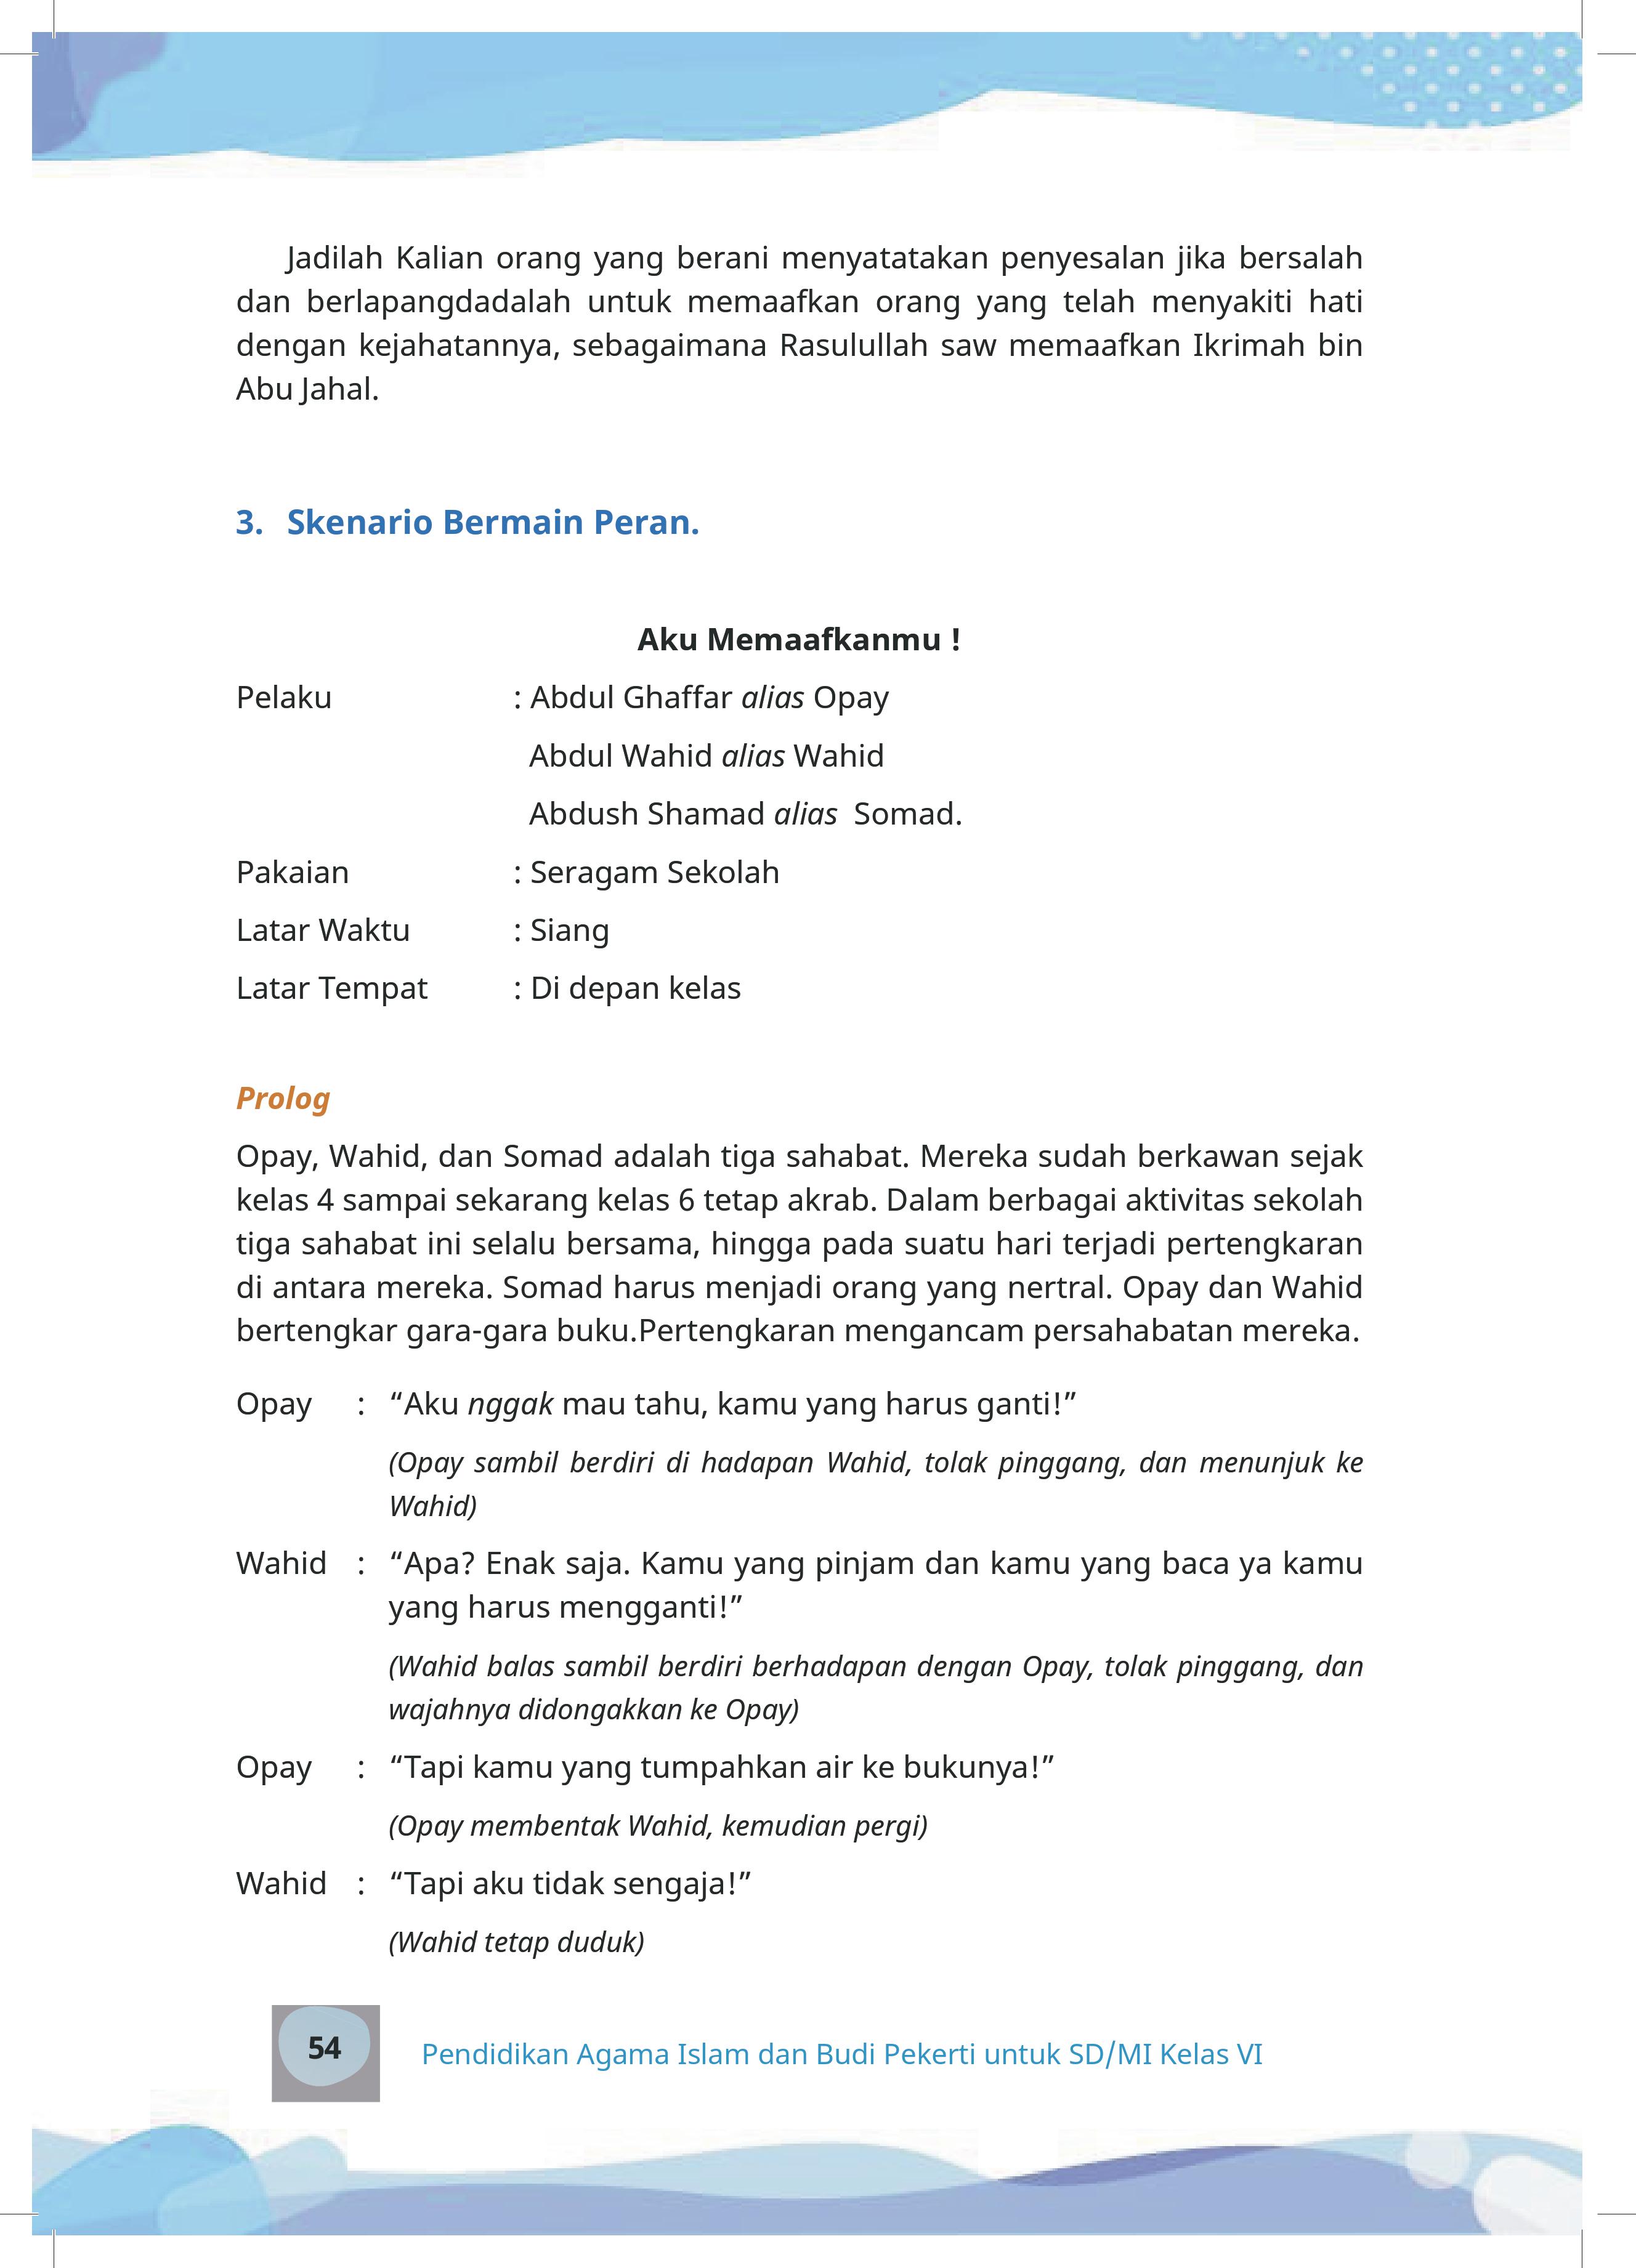 Jadilah Kalian orang yang berani menyatatakan penyesalan jika bersalah
dan berlapangdadalah untuk memaafkan orang yang telah menyakiti hati
dengan kejahatannya, sebagaimana Rasulullah saw memaafkan Ikrimah bin
Abu Jahal.
3. Skenario Bermain Peran.
Aku Memaafkanmu !
Pelaku : Abdul Ghaffar alias Opay
Abdul Wahid alias Wahid
Abdush Shamad alias Somad.
Pakaian : Seragam Sekolah
Latar Waktu : Siang
Latar Tempat : Di depan kelas
Prolog
Opay, Wahid, dan Somad adalah tiga sahabat. Mereka sudah berkawan sejak
kelas 4 sampai sekarang kelas 6 tetap akrab. Dalam berbagai aktivitas sekolah
tiga sahabat ini selalu bersama, hingga pada suatu hari terjadi pertengkaran
di antara mereka. Somad harus menjadi orang yang nertral. Opay dan Wahid
bertengkar gara-gara buku.Pertengkaran mengancam persahabatan mereka.
Opay : “Aku nggak mau tahu, kamu yang harus ganti!”
(Opay sambil berdiri di hadapan Wahid, tolak pinggang, dan menunjuk ke
Wahid)
Wahid : “Apa? Enak saja. Kamu yang pinjam dan kamu yang baca ya kamu
yang harus mengganti!”
(Wahid balas sambil berdiri berhadapan dengan Opay, tolak pinggang, dan
wajahnya didongakkan ke Opay)
Opay : “Tapi kamu yang tumpahkan air ke bukunya!”
(Opay membentak Wahid, kemudian pergi)
Wahid : “Tapi aku tidak sengaja!”
(Wahid tetap duduk)
54 Pendidikan Agama Islam dan Budi Pekerti untuk SD/MI Kelas VI